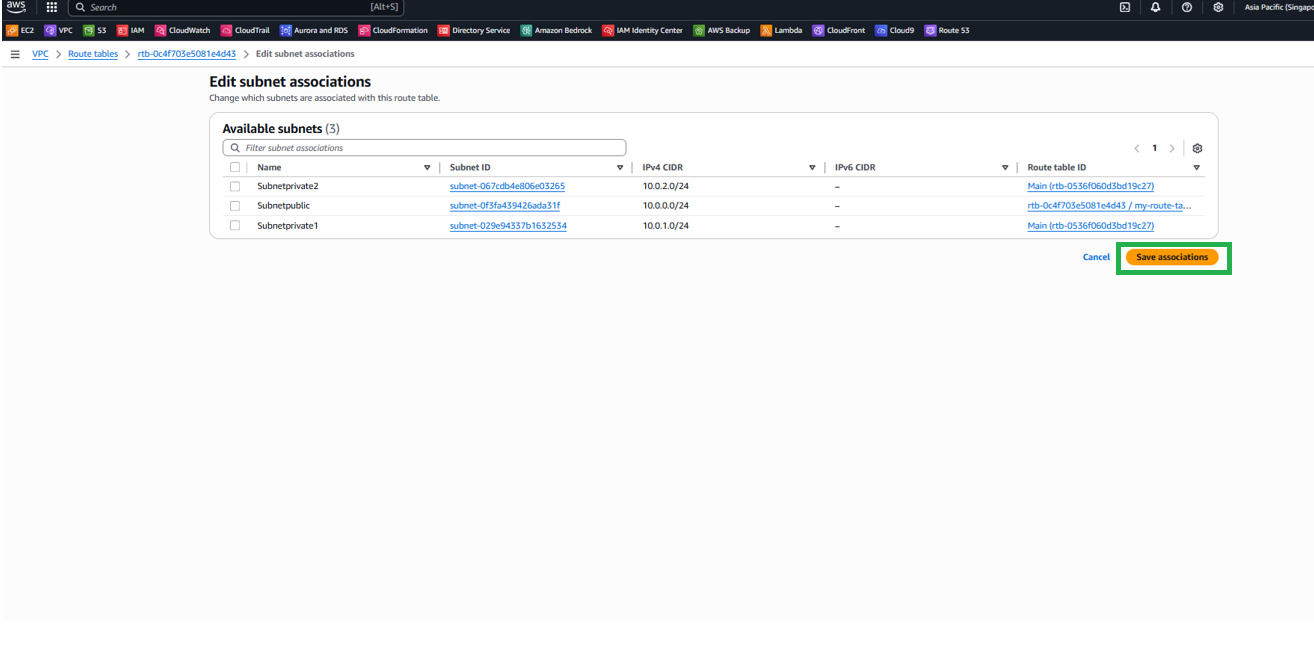 aws Search [Alt+S] Asia Pacific (Singapo
EC2 VPC S3 IAM CloudWatch CloudTrail Aurora and RDS CloudFormation Directory Service Amazon Bedrock IAM Identity Center AWS Backup Lambda CloudFront Cloud9 Route 53
VPC > Route tables > rtb-0c4f703e5081e4d43 > Edit subnet associations
Edit subnet associations
Change which subnets are associated with this route table.
Available subnets (3)
Filter subnet associations
< 1 >
Name Subnet ID IPv4 CIDR IPv6 CIDR Route table ID
Subnetprivate2 subnet-067cdb4e806e03265 10.0.2.0/24 – Main (rtb-0536f060d3bd19c27)
Subnetpublic subnet-0f3fa439426ada31f 10.0.0.0/24 rtb-0c4f703e5081e4d43 / my-route-ta...
Subnetprivate1 subnet-029e94337b1632534 10.0.1.0/24 – Main (rtb-0536f060d3bd19c27)
Cancel Save associations